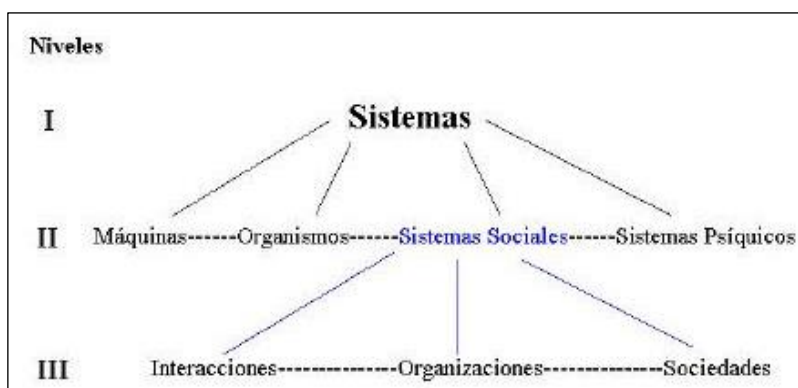 Niveles
I Sistemas
II Máquinas------Organismos------Sistemas Sociales------Sistemas Psíquicos
III Interacciones---------------Organizaciones---------------Sociedades